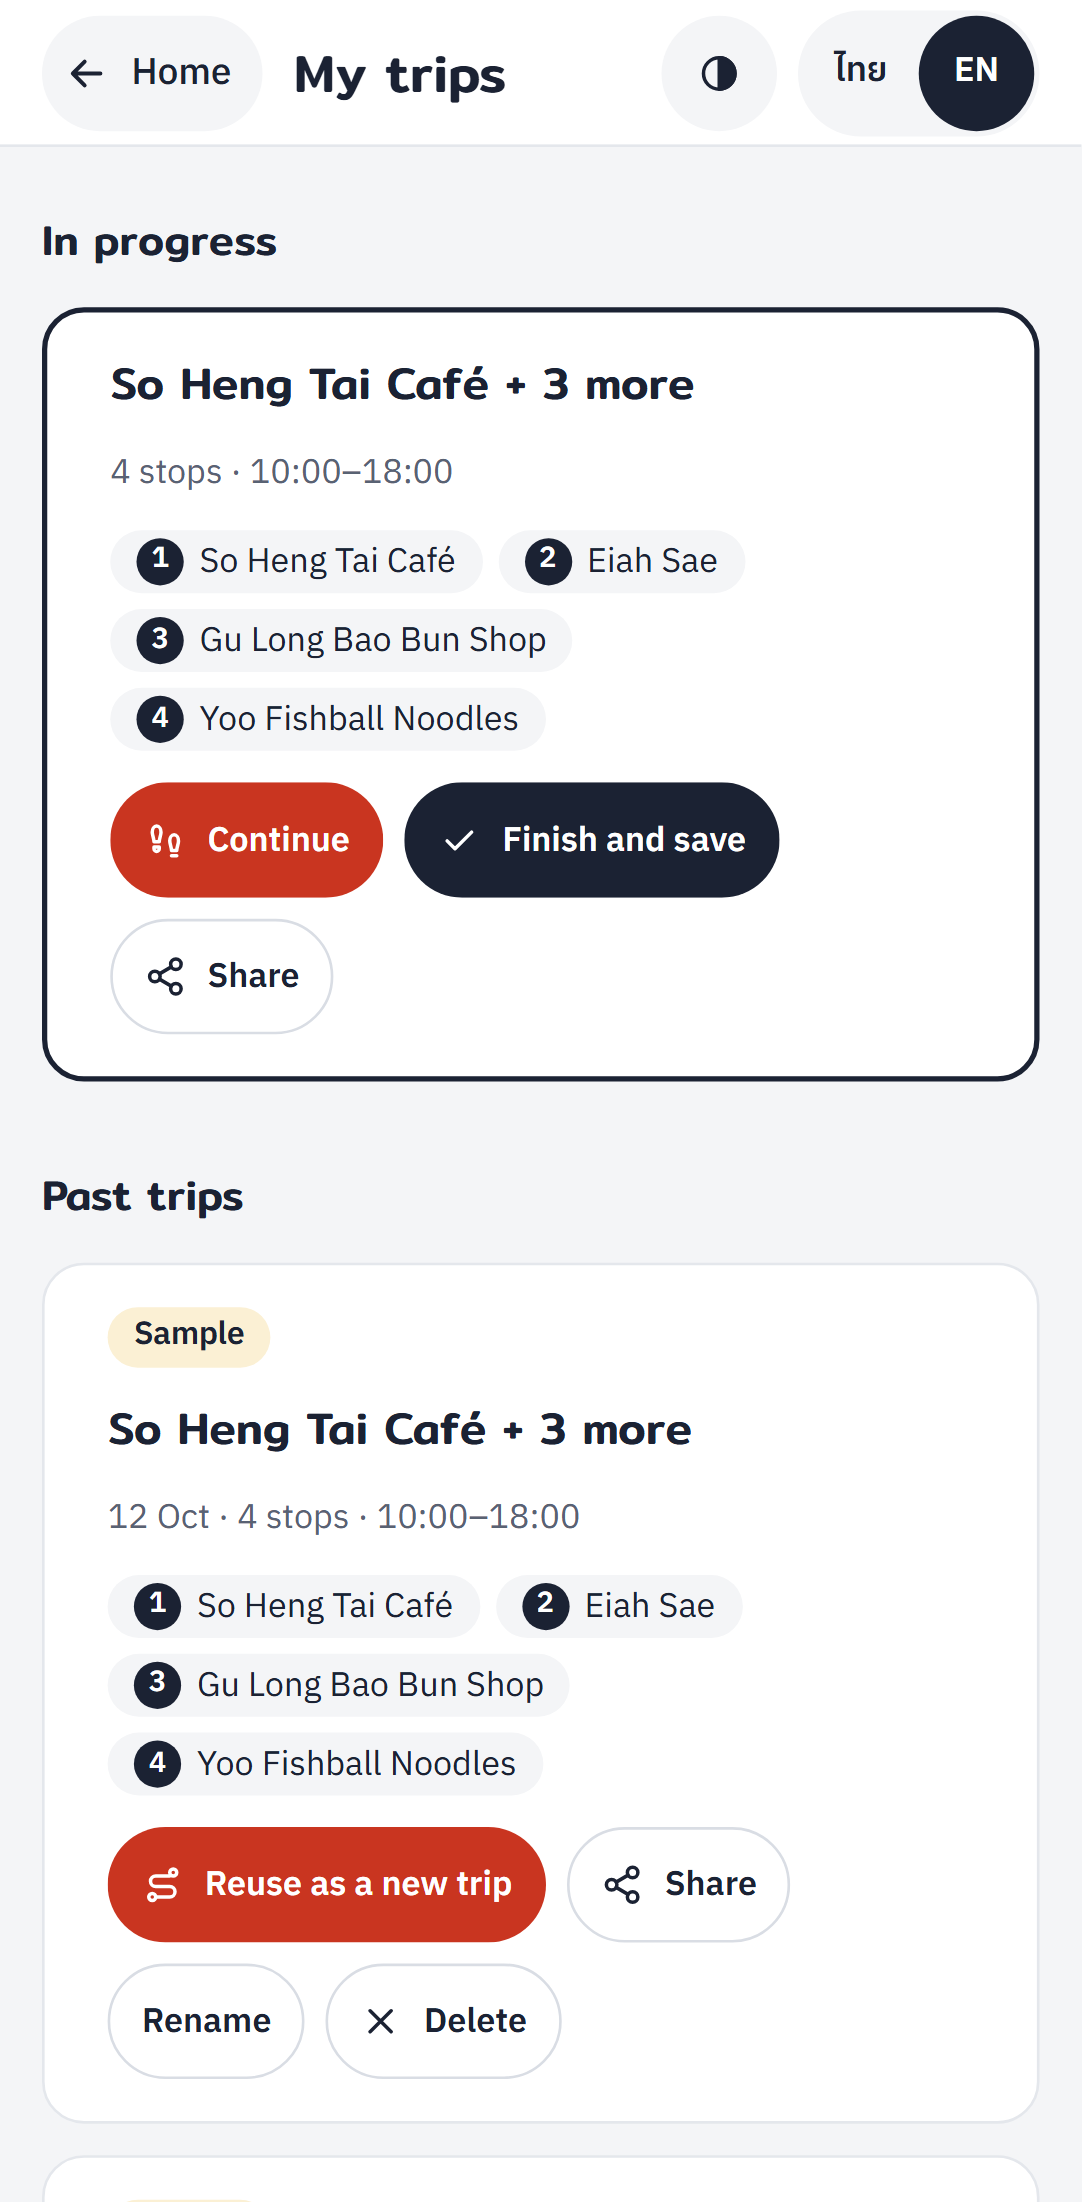 Home
My trips
ไทย
EN
In progress
So Heng Tai Café + 3 more
4 stops · 10:00–18:00
1 So Heng Tai Café
2 Eiah Sae
3 Gu Long Bao Bun Shop
4 Yoo Fishball Noodles
Continue
Finish and save
Share
Past trips
Sample
So Heng Tai Café + 3 more
12 Oct · 4 stops · 10:00–18:00
1 So Heng Tai Café
2 Eiah Sae
3 Gu Long Bao Bun Shop
4 Yoo Fishball Noodles
Reuse as a new trip
Share
Rename
Delete